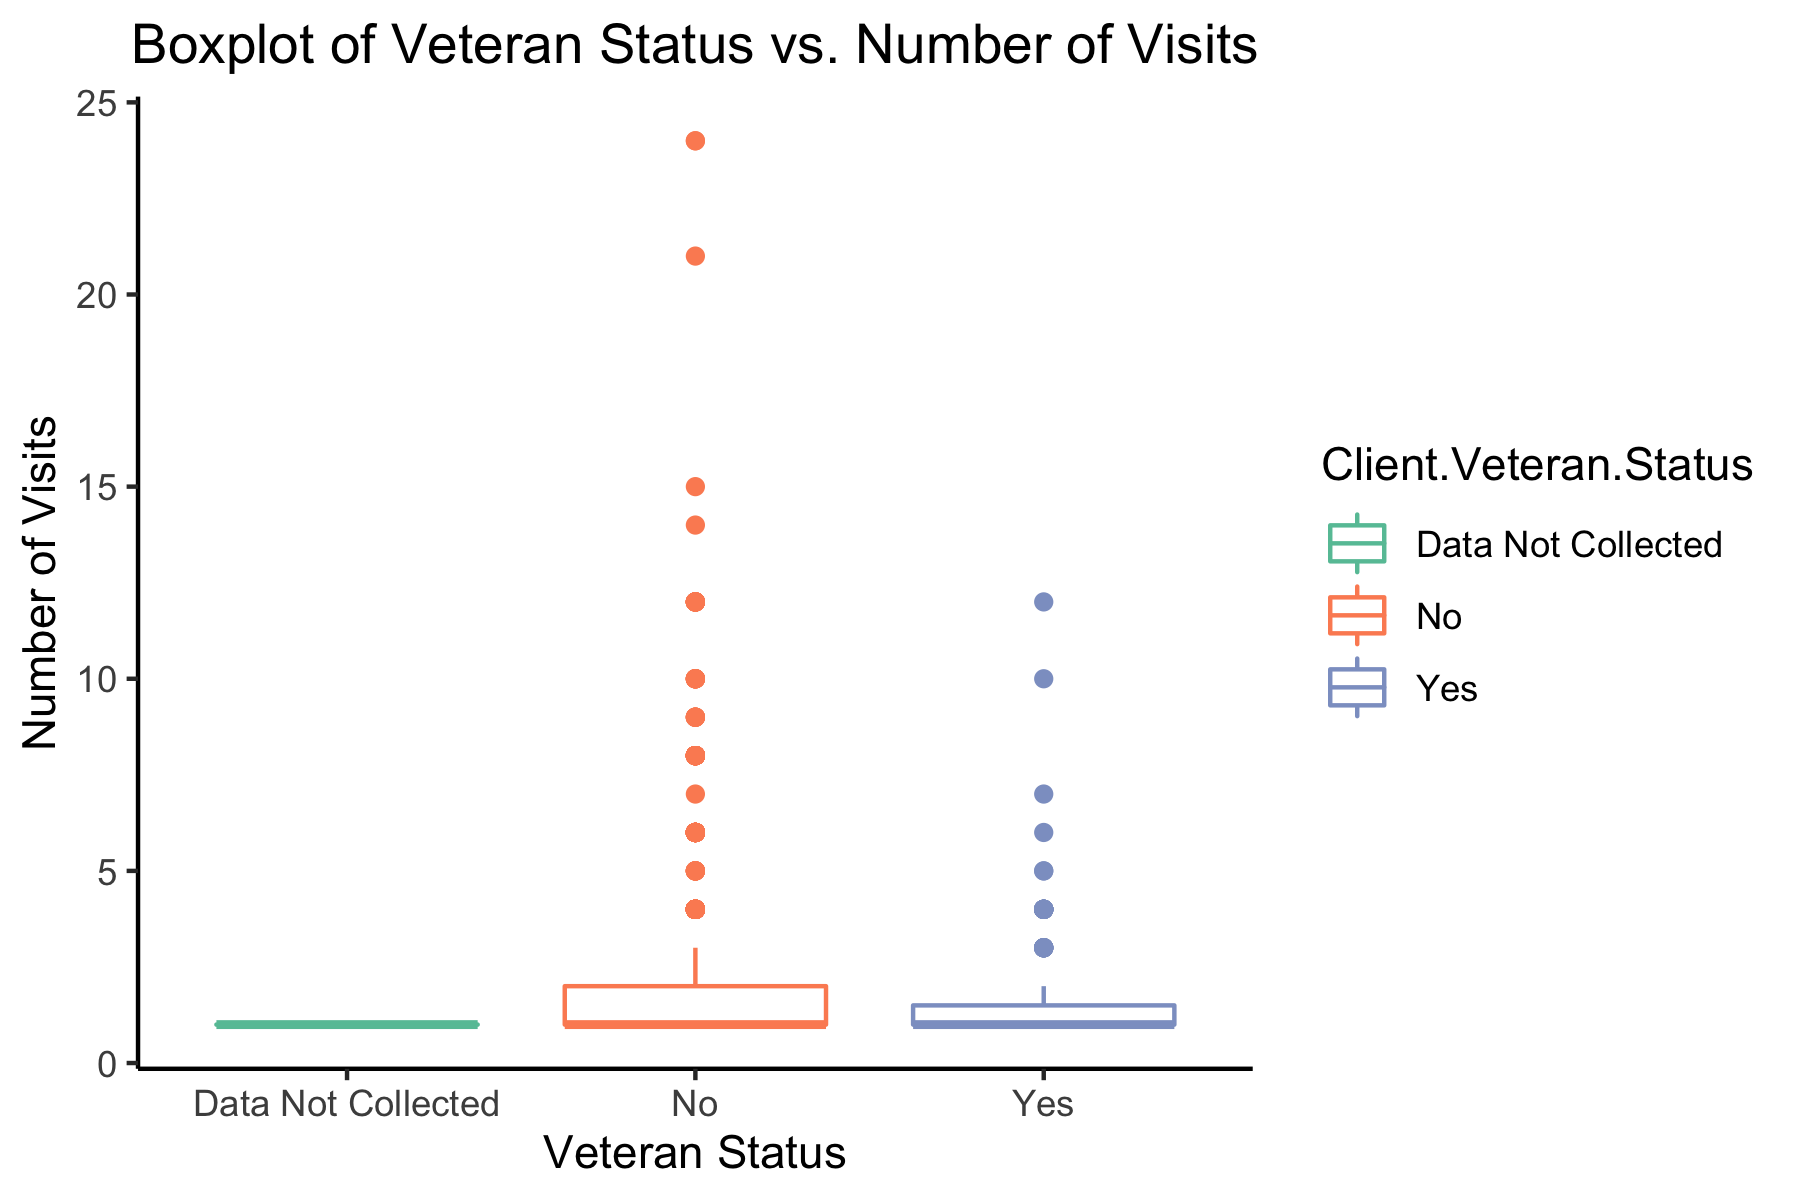 Boxplot of Veteran Status vs. Number of Visits
25
20
15
10
5
0
Number of Visits
Data Not Collected
No
Yes
Veteran Status
Client.Veteran.Status
Data Not Collected
No
Yes